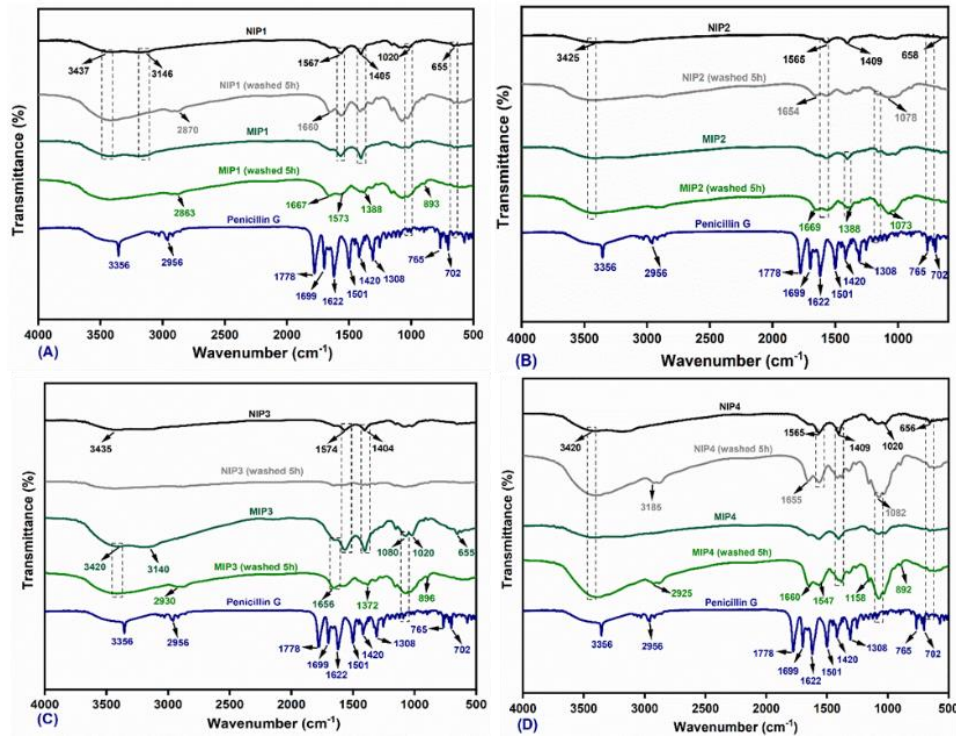 NIP1
3437
3146
1567
1405
1020
655
NIP1 (washed 5h)
2870
1660
MIP1
MIP1 (washed 5h)
2863
1667
1573
1388
893
Penicillin G
3356
2956
1778
1699
1622
1501
1420
1308
765
702
Transmittance (%)
4000 3500 3000 2500 2000 1500 1000 500
Wavenumber (cm-1)
(A)
NIP2
3425
1565
1409
658
NIP2 (washed 5h)
1654
1078
MIP2
MIP2 (washed 5h)
1669
1388
1073
Penicillin G
3356
2956
1778
1699
1622
1501
1420
1308
765
702
Transmittance (%)
4000 3500 3000 2500 2000 1500 1000
Wavenumber (cm-1)
(B)
NIP3
3435
1574
1404
NIP3 (washed 5h)
MIP3
3420
3140
1080
1020
655
MIP3 (washed 5h)
2930
1656
1372
896
Penicillin G
3356
2956
1778
1699
1622
1501
1420
1308
765
702
Transmittance (%)
4000 3500 3000 2500 2000 1500 1000 500
Wavenumber (cm-1)
(C)
NIP4
3420
1565
1409
1020
656
NIP4 (washed 5h)
3185
1655
1082
MIP4
MIP4 (washed 5h)
2925
1660
1547
1158
892
Penicillin G
3356
2956
1778
1699
1622
1501
1420
1308
765
702
Transmittance (%)
4000 3500 3000 2500 2000 1500 1000 500
Wavenumber (cm-1)
(D)